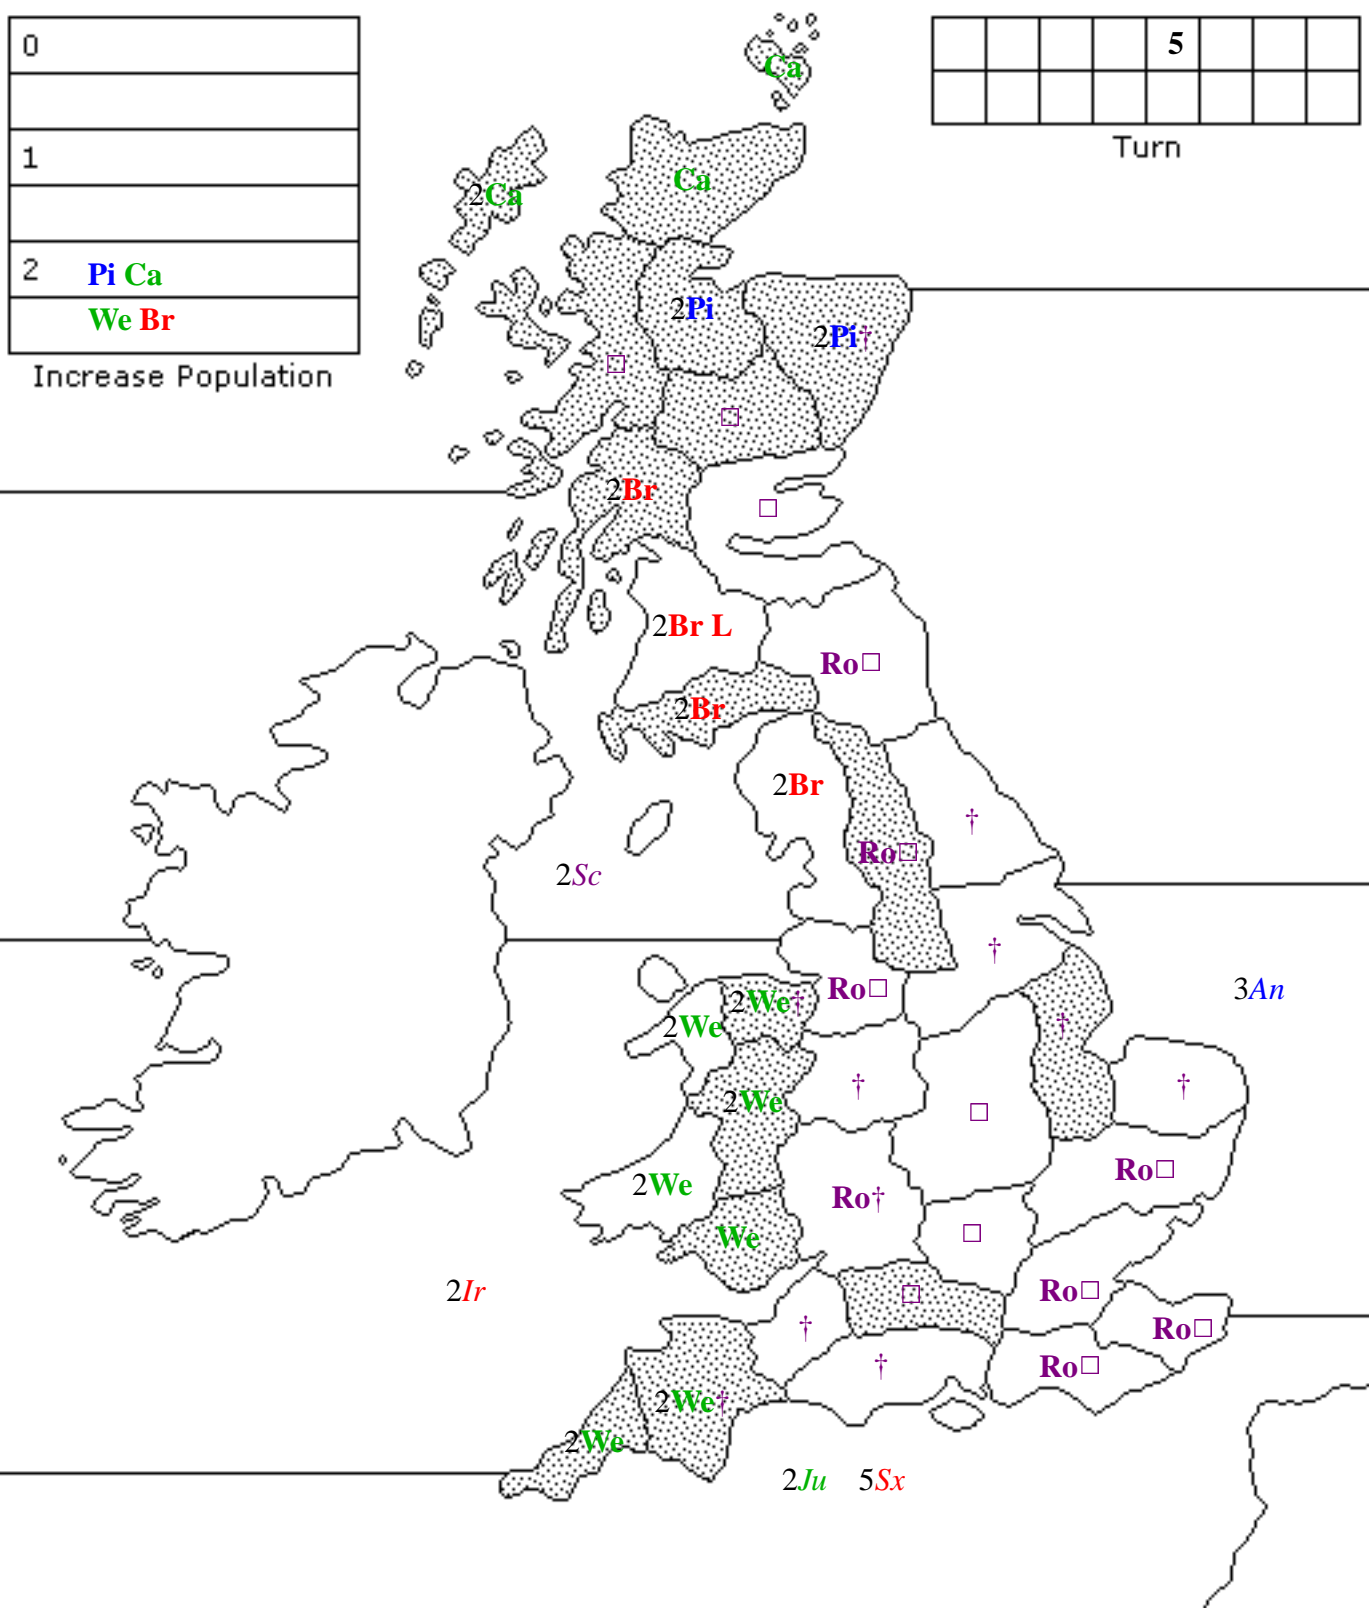 0
1
2 Pi Ca
We Br
Increase Population
5
Turn
Ca
2Ca
Ca
2Pi
2Pi†
□
□
2Br
□
2Br L
Ro□
2Br
2Br
†
Ro□
2Sc
†
Ro□
3An
2We†
2We
†
†
†
2We
□
Ro□
2We
Ro†
We
□
2Ir
□
Ro□
†
Ro□
†
Ro□
2We†
2We
2Ju 5Sx